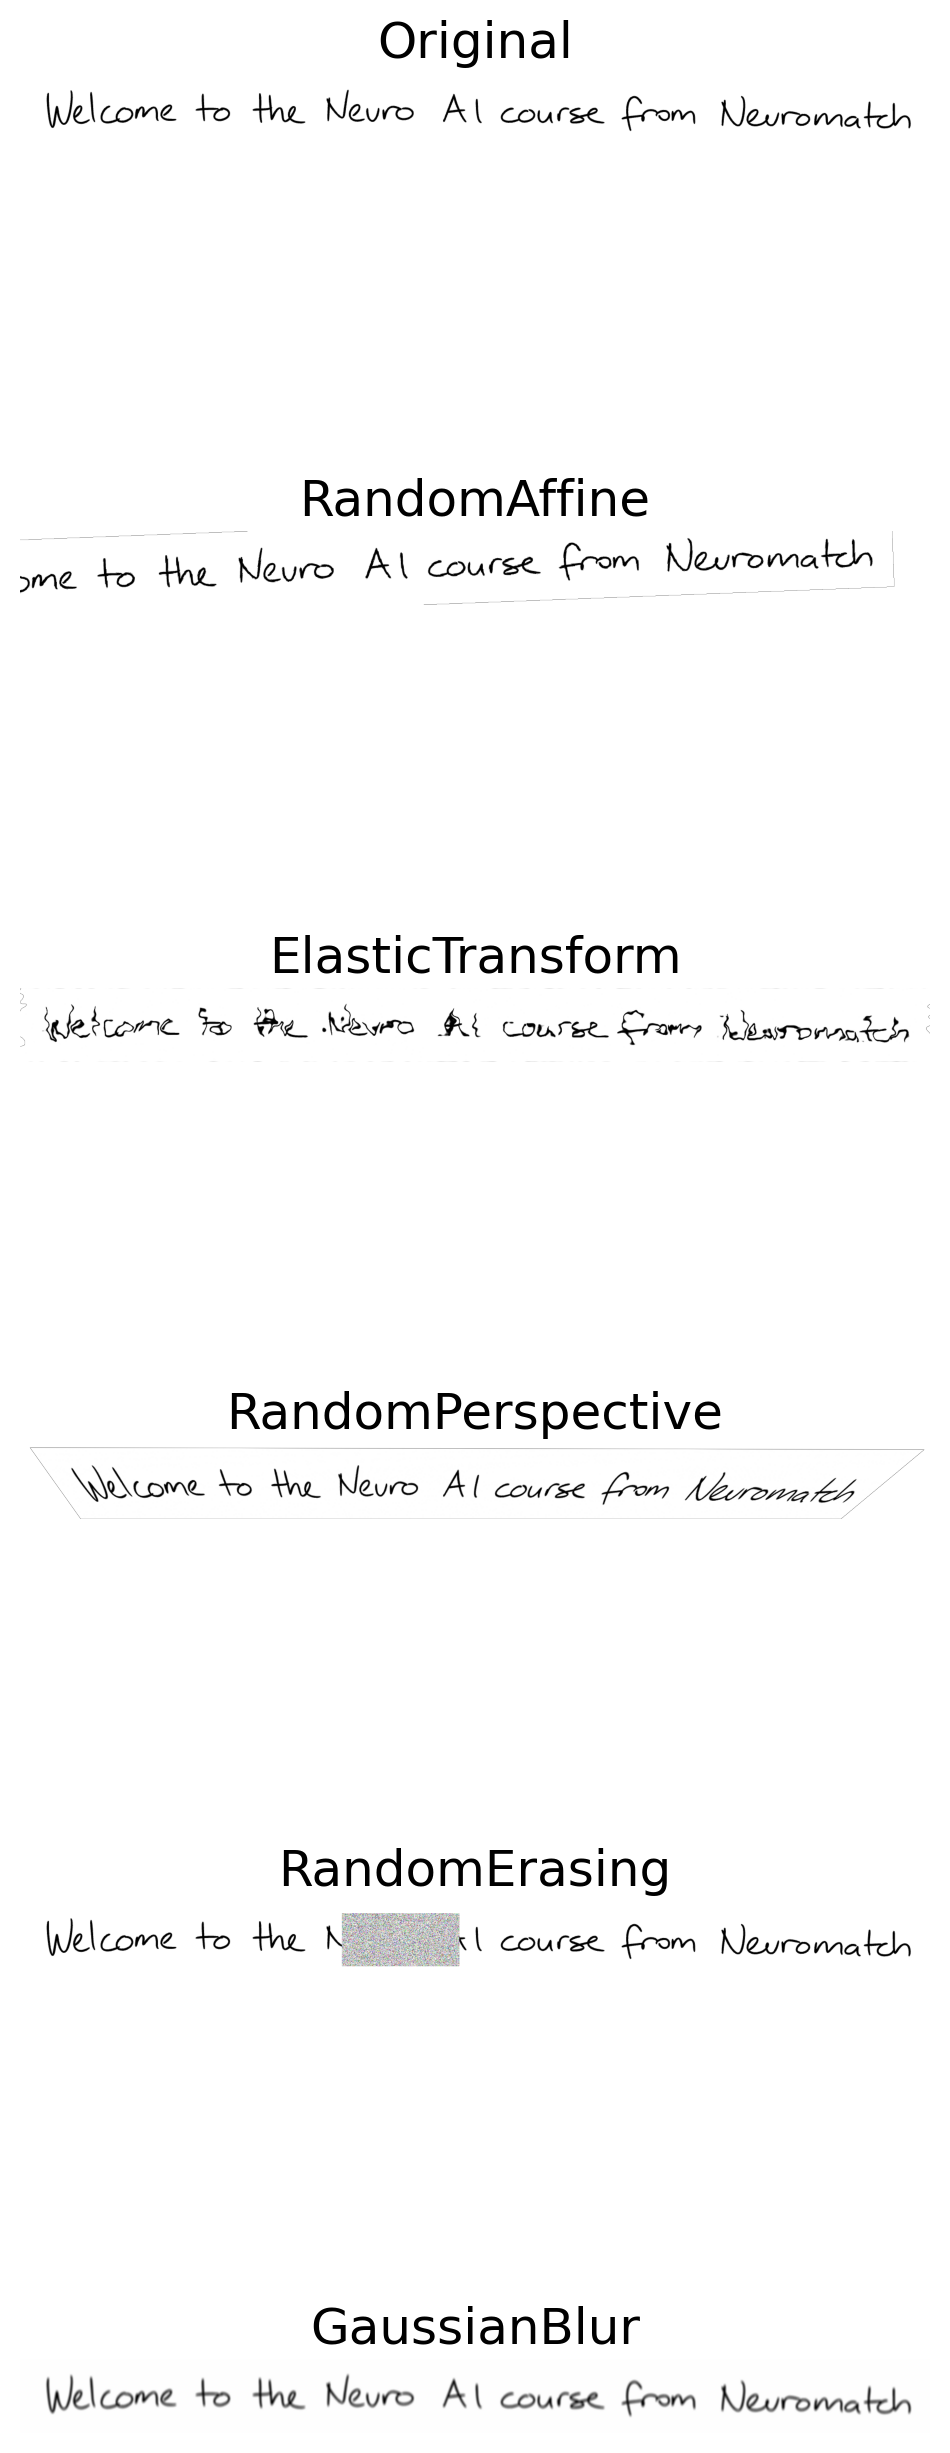 Original
Welcome to the Neuro AI course from Neuromatch
RandomAffine
ome to the Neuro AI course from Neuromatch
ElasticTransform
Welcome to the Neuro AI course from Neuromatch
RandomPerspective
Welcome to the Neuro AI course from Neuromatch
RandomErasing
Welcome to the N I course from Neuromatch
GaussianBlur
Welcome to the Neuro AI course from Neuromatch